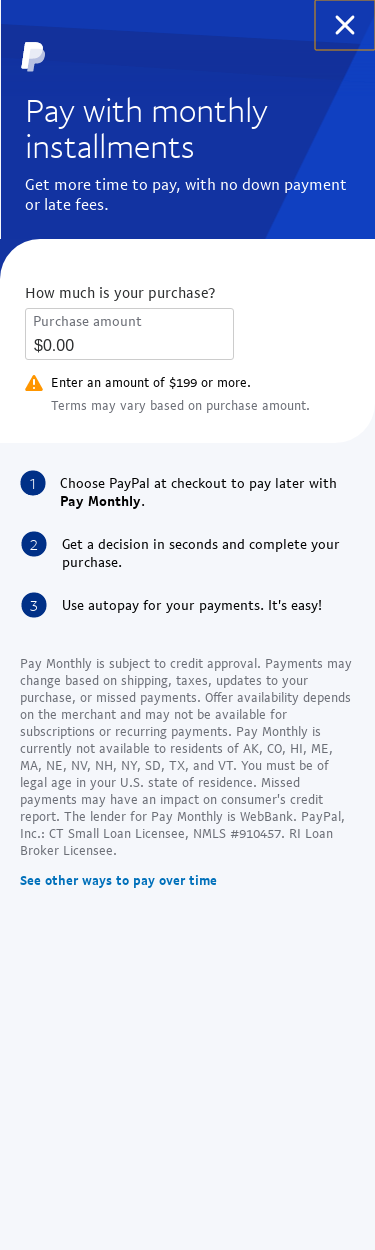 Pay with monthly
installments
Get more time to pay, with no down payment
or late fees.
How much is your purchase?
Purchase amount
$0.00
Enter an amount of $199 or more.
Terms may vary based on purchase amount.
1 Choose PayPal at checkout to pay later with
Pay Monthly.
2 Get a decision in seconds and complete your
purchase.
3 Use autopay for your payments. It's easy!
Pay Monthly is subject to credit approval. Payments may
change based on shipping, taxes, updates to your
purchase, or missed payments. Offer availability depends
on the merchant and may not be available for
subscriptions or recurring payments. Pay Monthly is
currently not available to residents of AK, CO, HI, ME,
MA, NE, NV, NH, NY, SD, TX, and VT. You must be of
legal age in your U.S. state of residence. Missed
payments may have an impact on consumer's credit
report. The lender for Pay Monthly is WebBank. PayPal,
Inc.: CT Small Loan Licensee, NMLS #910457. RI Loan
Broker Licensee.
See other ways to pay over time